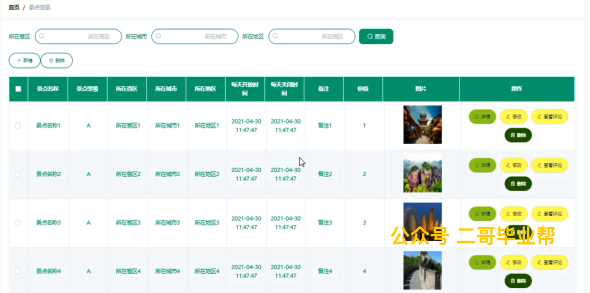 首页 / 景点信息
所在省区 所在省区 所在城市 所在城市 所在地区 所在地区 查询
+ 新增 删除
景点名称 景点等级 所在省区 所在城市 所在地区 每天开放时间 每天关闭时间 备注 价格 图片 操作
景点名称1 A 所在省区1 所在城市1 所在地区1 2021-04-30 11:47:47 2021-04-30 11:47:47 备注1 1 详情 修改 查看评论 删除
景点名称2 A 所在省区2 所在城市2 所在地区2 2021-04-30 11:47:47 2021-04-30 11:47:47 备注2 2 详情 修改 查看评论 删除
景点名称3 A 所在省区3 所在城市3 所在地区3 2021-04-30 11:47:47 2021-04-30 11:47:47 备注3 3 详情 修改 查看评论
公众号 二哥毕业帮
景点名称4 A 所在省区4 所在城市4 所在地区4 2021-04-30 11:47:47 2021-04-30 11:47:47 备注4 4 详情 修改 查看评论 删除